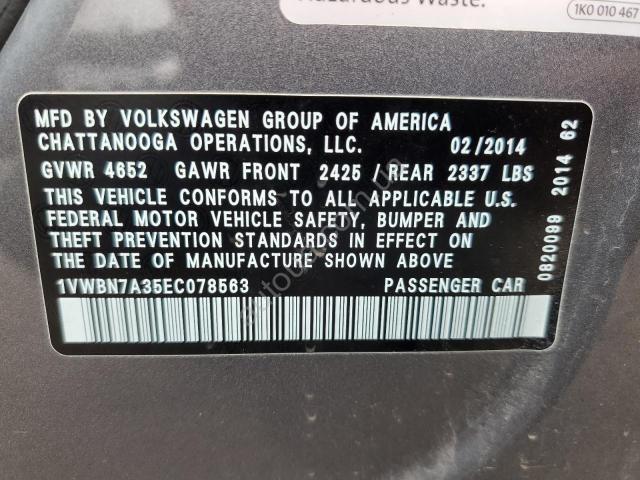 Hazardous Waste.
1K0 010 467
MFD BY VOLKSWAGEN GROUP OF AMERICA
CHATTANOOGA OPERATIONS, LLC. 02/2014
GVWR 4652 GAWR FRONT 2425/REAR 2337 LBS
THIS VEHICLE CONFORMS TO ALL APPLICABLE U.S.
FEDERAL MOTOR VEHICLE SAFETY, BUMPER AND
THEFT PREVENTION STANDARDS IN EFFECT ON
THE DATE OF MANUFACTURE SHOWN ABOVE
1VWBN7A35EC078563 PASSENGER CAR
0820099 2014 62